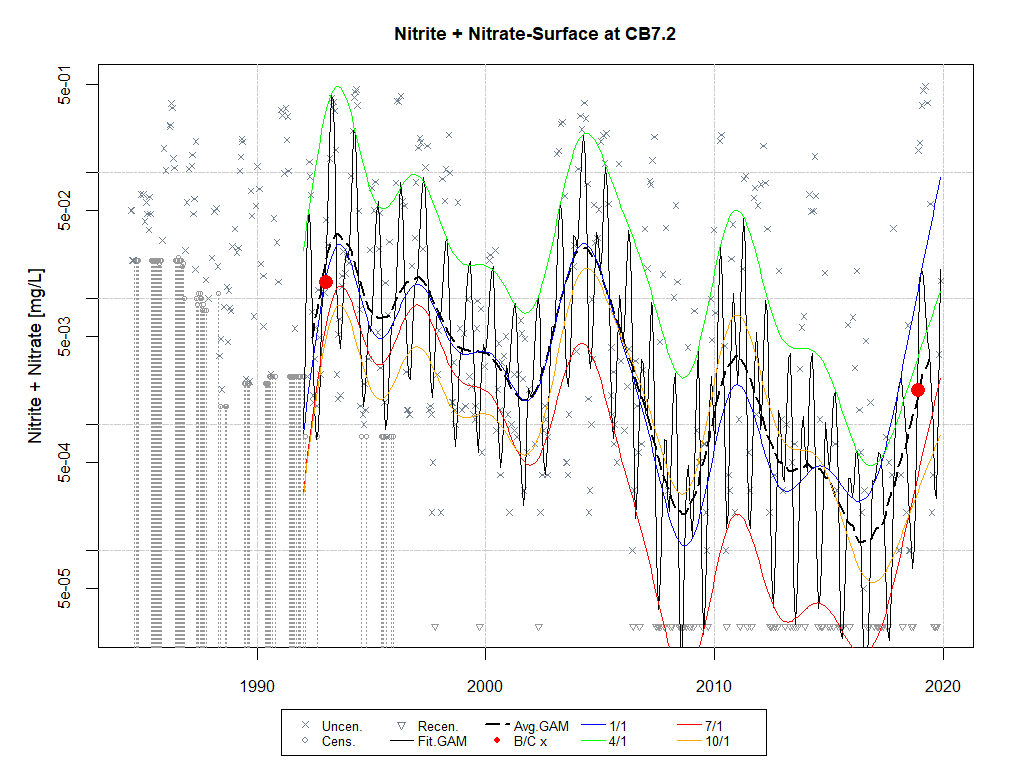 Nitrite + Nitrate-Surface at CB7.2
Nitrite + Nitrate [mg/L]
5e-01
5e-02
5e-03
5e-04
5e-05
1990 2000 2010 2020
Uncen. Recen. Avg.GAM 1/1 7/1
Cens. Fit.GAM B/C x 4/1 10/1